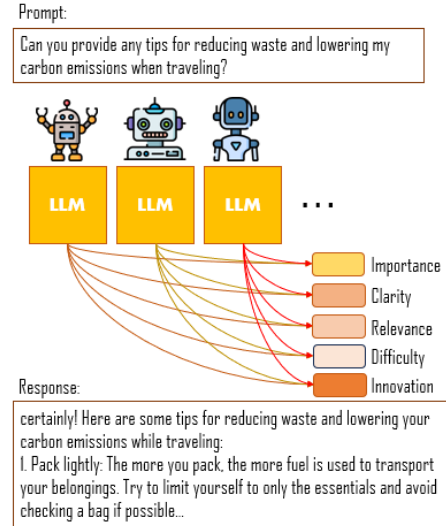 Prompt:
Can you provide any tips for reducing waste and lowering my
carbon emissions when traveling?
LLM
LLM
LLM
...
Importance
Clarity
Relevance
Difficulty
Innovation
Response:
certainly! Here are some tips for reducing waste and lowering your
carbon emissions while traveling:
1. Pack lightly: The more you pack, the more fuel is used to transport
your belongings. Try to limit yourself to only the essentials and avoid
checking a bag if possible...